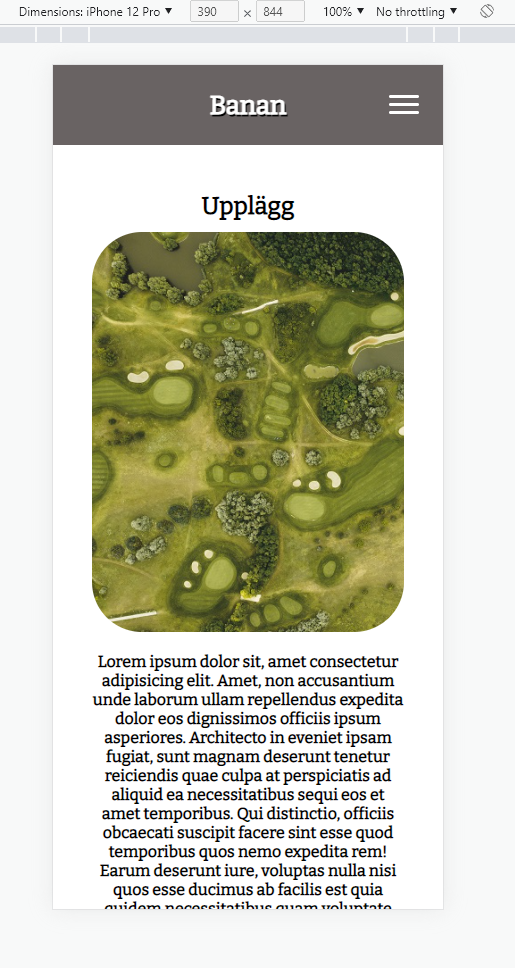 Dimensions: iPhone 12 Pro ▼ 390 × 844 100% ▼ No throttling ▼
Banan
Upplägg
Lorem ipsum dolor sit, amet consectetur
adipisicing elit. Amet, non accusantium
unde laborum ullam repellendus expedita
dolor eos dignissimos officiis ipsum
asperiores. Architecto in eveniet ipsam
fugiat, sunt magnam deserunt tenetur
reiciendis quae culpa at perspiciatis ad
aliquid ea necessitatibus sequi eos et
amet temporibus. Qui distinctio, officiis
obcaecati suscipit facere sint esse quod
temporibus quos nemo expedita rem!
Earum deserunt iure, voluptas nulla nisi
quos esse ducimus ab facilis est quia
quidem necessitatibus quam voluptate